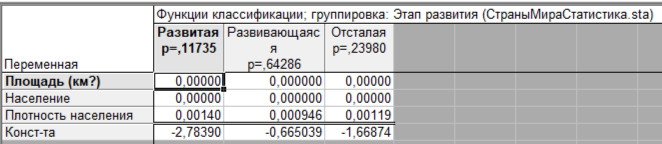 Функции классификации; группировка: Этап развития (СтраныМираСтатистика.sta)
Развитая Развивающаяс Отсталая
p=,11735 я p=,23980
Переменная p=,64286
Площадь (км?) 0,00000 0,000000 0,00000
Население 0,00000 0,000000 0,00000
Плотность населения 0,00140 0,000946 0,00119
Конст-та -2,78390 -0,665039 -1,66874